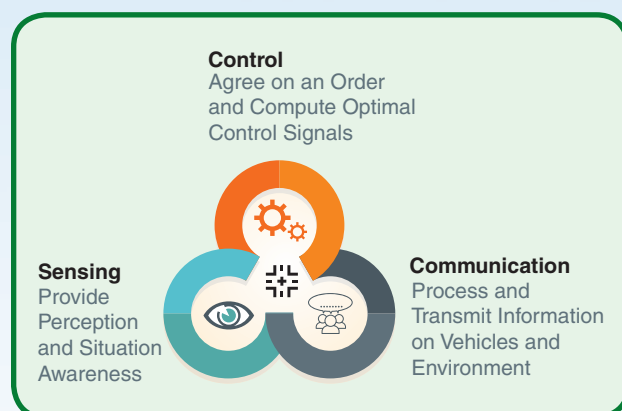 Control
Agree on an Order
and Compute Optimal
Control Signals
Sensing
Provide
Perception
and Situation
Awareness
Communication
Process and
Transmit Information
on Vehicles and
Environment